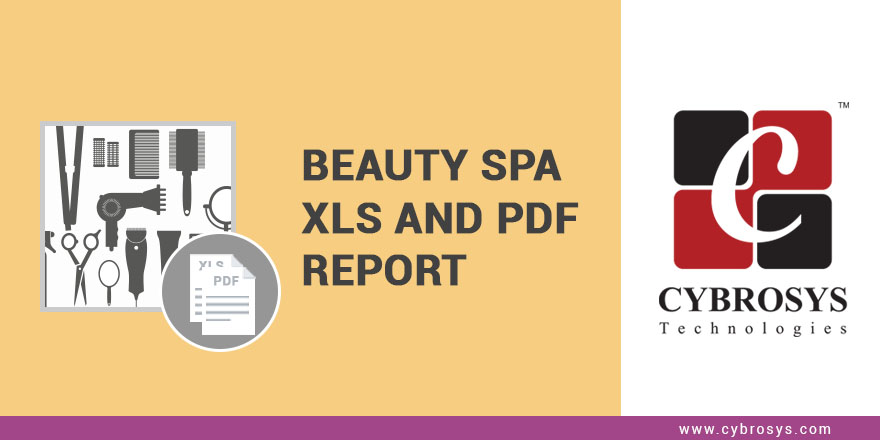 XLS
PDF
BEAUTY SPA
XLS AND PDF
REPORT
TM
C
CYBROSYS
Technologies
www.cybrosys.com